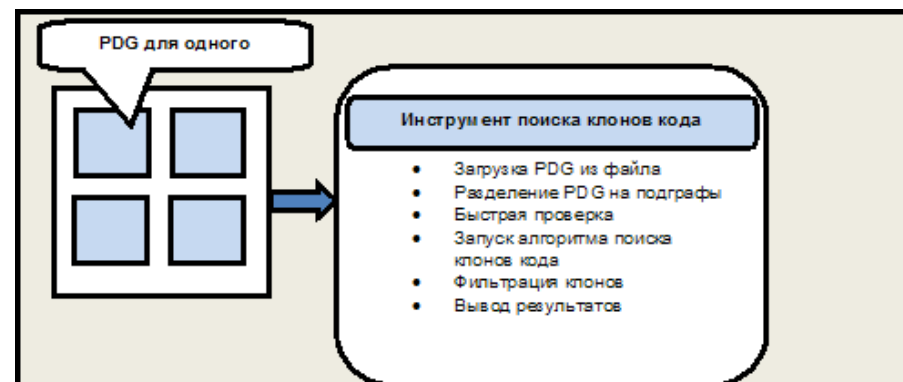 PDG для одного
Инструмент поиска клонов кода
• Загрузка PDG из файла
• Разделение PDG на подграфы
• Быстрая проверка
• Запуск алгоритма поиска
клонов кода
• Фильтрация клонов
• Вывод результатов